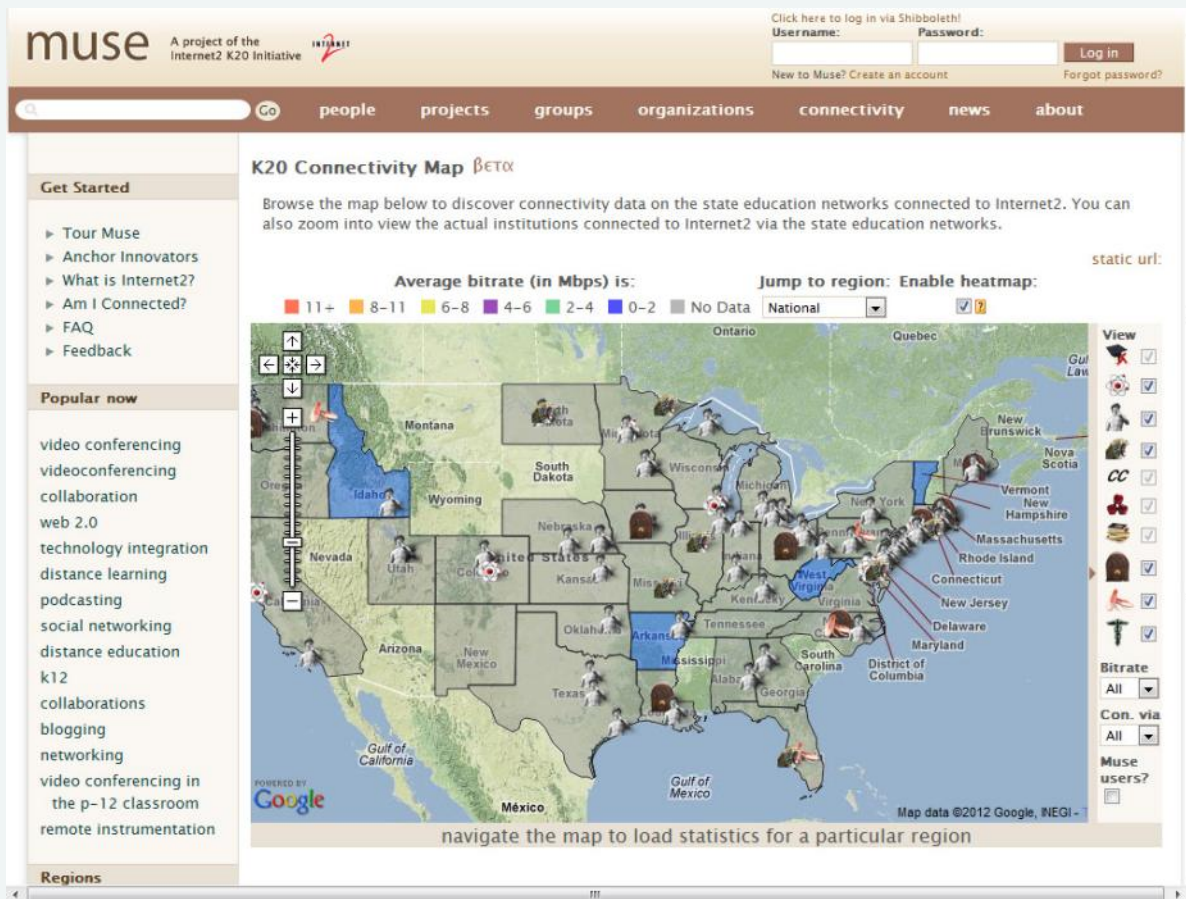 Click here to log in via Shibboleth!
muse
A project of the
Internet2 K20 Initiative
INTERNET
2
Username:
Password:
Log in
New to Muse? Create an account
Forgot password?
Go
people
projects
groups
organizations
connectivity
news
about
Get Started
Tour Muse
Anchor Innovators
What is Internet2?
Am I Connected?
FAQ
Feedback
Popular now
video conferencing
videoconferencing
collaboration
web 2.0
technology integration
distance learning
podcasting
social networking
distance education
k12
collaborations
blogging
networking
video conferencing in
the p-12 classroom
remote instrumentation
Regions
K20 Connectivity Map βετα
Browse the map below to discover connectivity data on the state education networks connected to Internet2. You can
also zoom into view the actual institutions connected to Internet2 via the state education networks.
static url:
Average bitrate (in Mbps) is:
Jump to region:
Enable heatmap:
11+ 8-11 6-8 4-6 2-4 0-2 No Data
National
?
Ontario
Quebec
Montana
South
Dakota
Wisconsin
Michigan
New
Brunswick
Nova
Scotia
Idaho
Wyoming
Nebraska
New York
Vermont
New
Hampshire
Massachusetts
Rhode Island
Connecticut
New Jersey
Delaware
Maryland
District of
Columbia
Nevada
Utah
United States
Kansas
West
Virginia
Virginia
Kentucky
Tennessee
Arizona
New
Mexico
Mississippi
South
Carolina
Georgia
Texas
Gulf of
California
Gulf of
Mexico
México
POWERED BY
Google
Map data ©2012 Google, INEGI -
View
CC
Bitrate
All
Con. via
All
Muse
users?
navigate the map to load statistics for a particular region